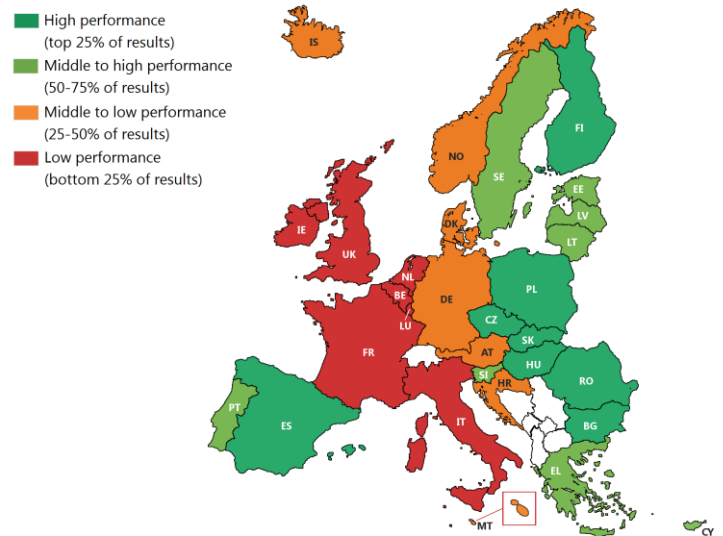 High performance
(top 25% of results)
Middle to high performance
(50-75% of results)
Middle to low performance
(25-50% of results)
Low performance
(bottom 25% of results)
IS
FI
NO
SE
EE
LV
DK
LT
IE
UK
NL
PL
BE
DE
CZ
LU
SK
FR
AT
HU
SI
HR
RO
PT
ES
IT
BG
EL
MT
CY